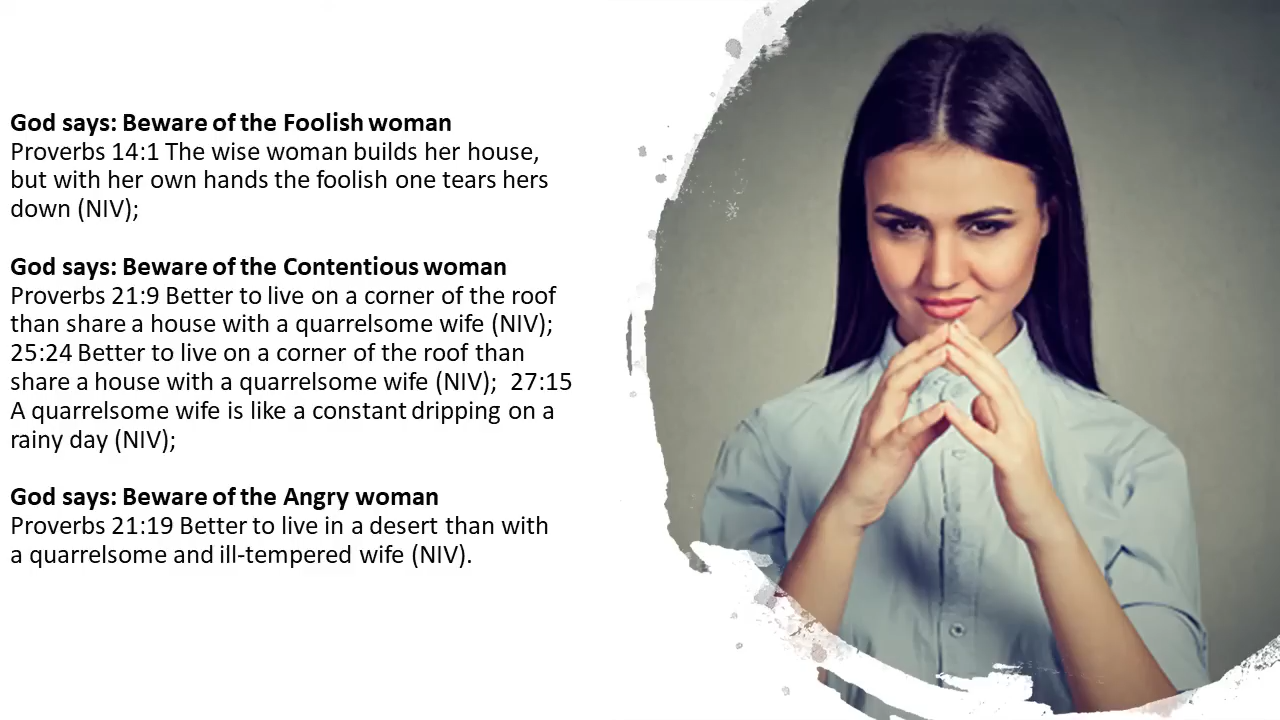 God says: Beware of the Foolish woman
Proverbs 14:1 The wise woman builds her house,
but with her own hands the foolish one tears hers
down (NIV);
God says: Beware of the Contentious woman
Proverbs 21:9 Better to live on a corner of the roof
than share a house with a quarrelsome wife (NIV);
25:24 Better to live on a corner of the roof than
share a house with a quarrelsome wife (NIV);  27:15
A quarrelsome wife is like a constant dripping on a
rainy day (NIV);
God says: Beware of the Angry woman
Proverbs 21:19 Better to live in a desert than with
a quarrelsome and ill-tempered wife (NIV).